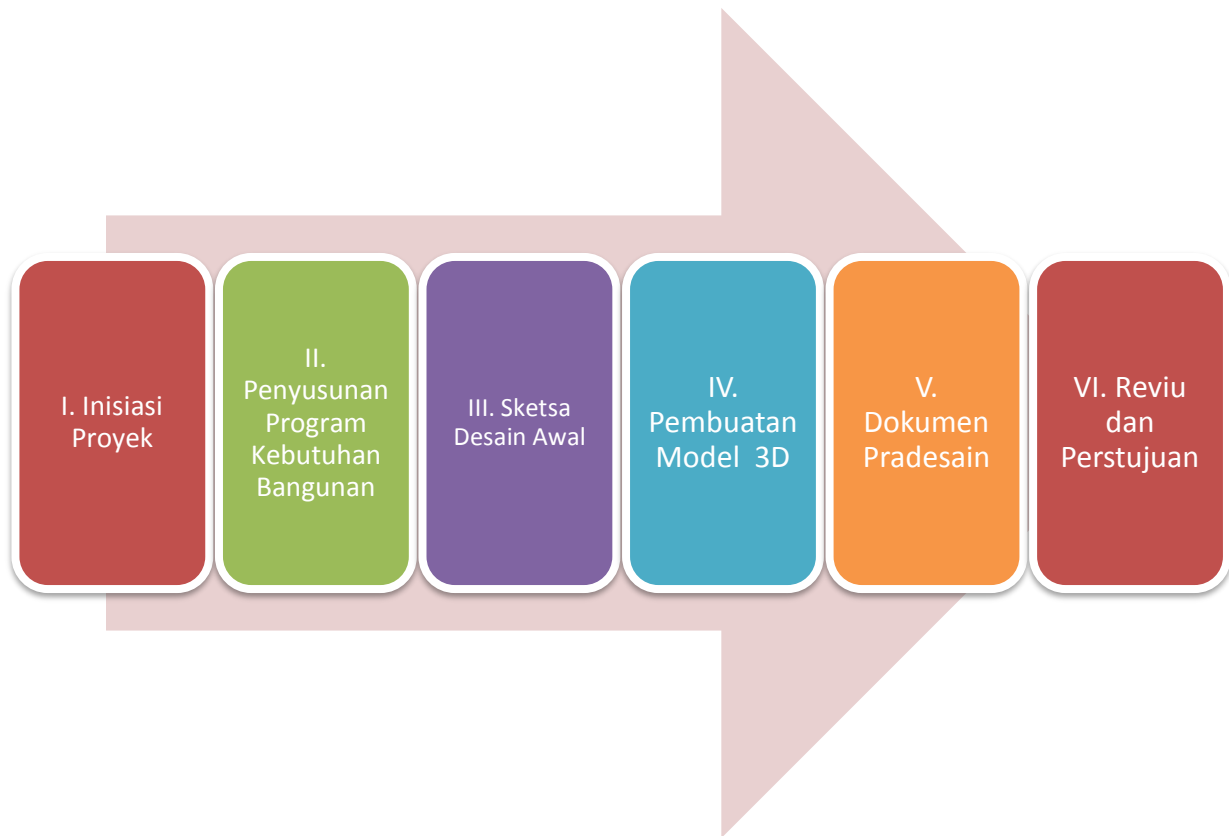 I. Inisiasi
Proyek
II.
Penyusunan
Program
Kebutuhan
Bangunan
III. Sketsa
Desain Awal
IV.
Pembuatan
Model 3D
V.
Dokumen
Pradesain
VI. Reviu
dan
Perstujuan